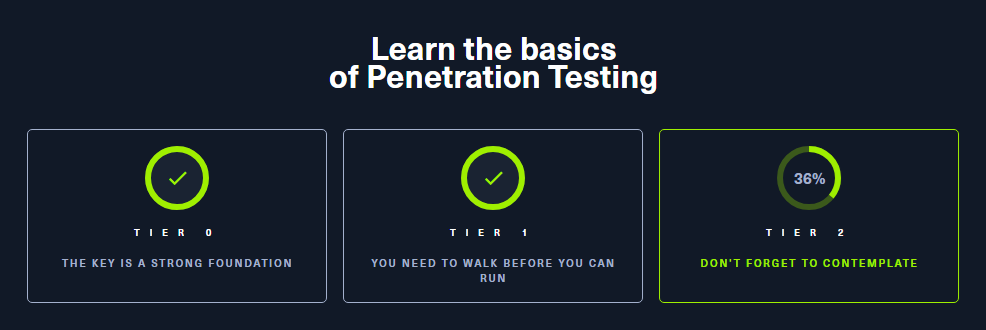 Learn the basics
of Penetration Testing
36%
TIER 0
TIER 1
TIER 2
THE KEY IS A STRONG FOUNDATION
YOU NEED TO WALK BEFORE YOU CAN
RUN
DON'T FORGET TO CONTEMPLATE